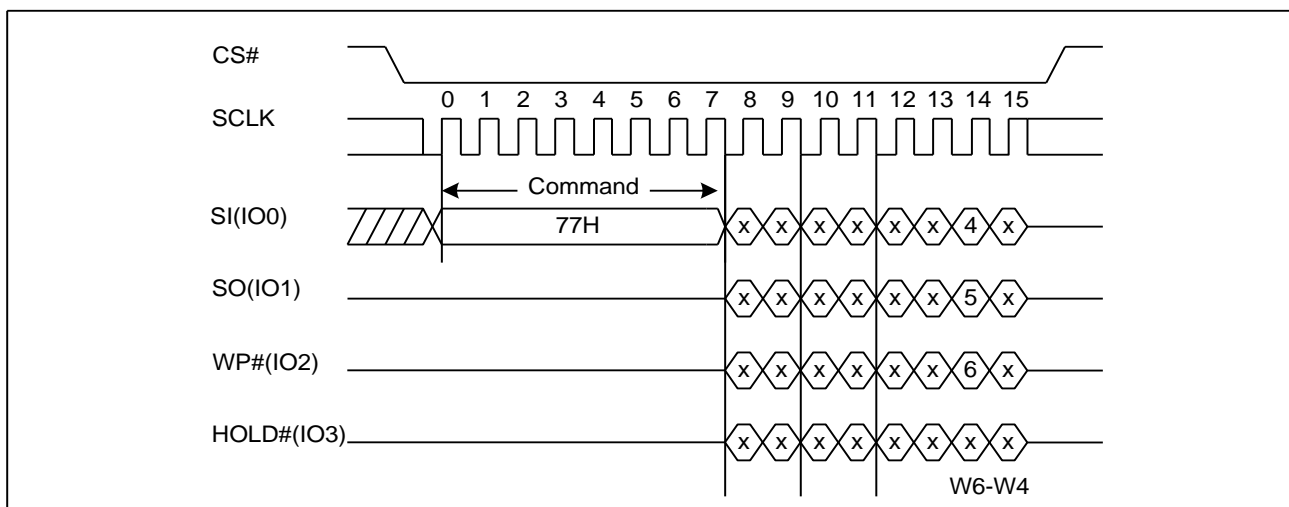 CS#
0 1 2 3 4 5 6 7 8 9 10 11 12 13 14 15
SCLK
Command
SI(IO0) 77H x x x x x x 4 x
SO(IO1) x x x x x x 5 x
WP#(IO2) x x x x x x 6 x
HOLD#(IO3) x x x x x x x x
W6-W4